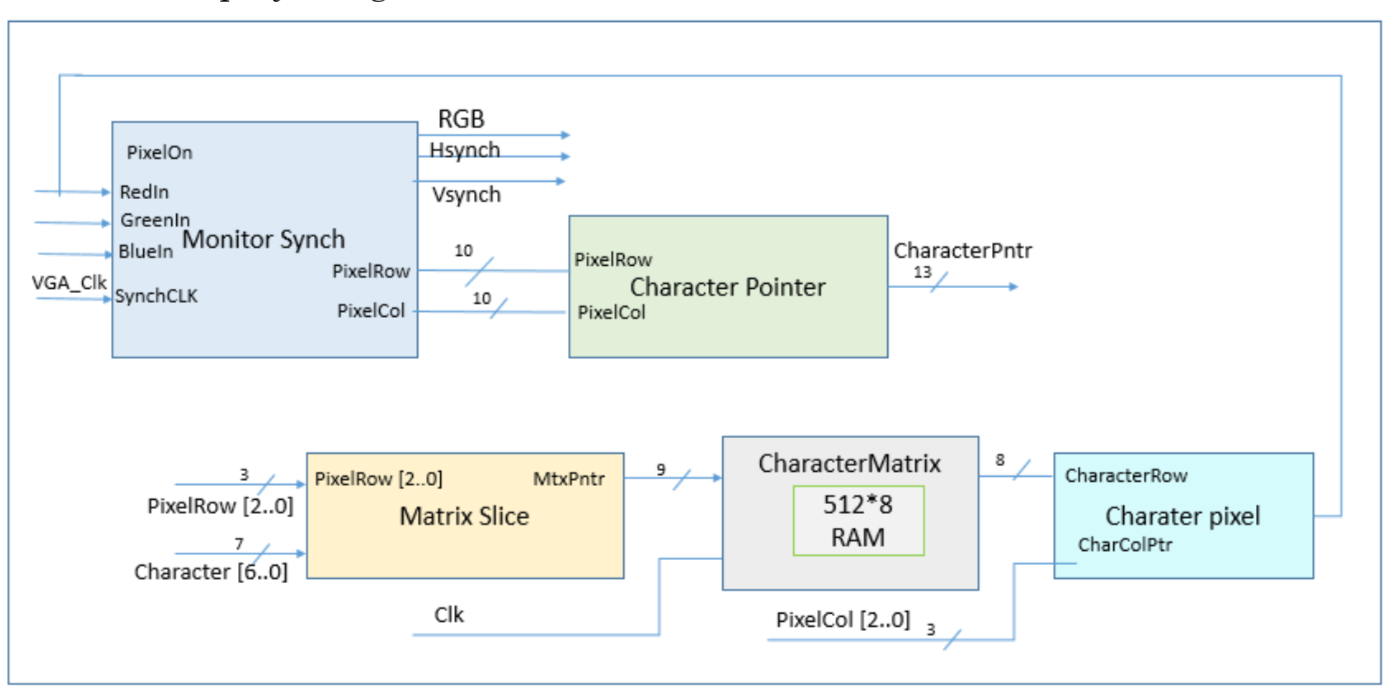 RGB
PixelOn
Hsynch
RedIn
Vsynch
GreenIn
Monitor Synch
BlueIn
VGA_Clk
SynchCLK
PixelRow
10
PixelCol
10
PixelRow
Character Pointer
PixelCol
CharacterPntr
13
3
PixelRow [2..0]
7
Character [6..0]
PixelRow [2..0]
MtxPntr
Matrix Slice
9
CharacterMatrix
512*8
RAM
8
CharacterRow
Charater pixel
CharColPtr
Clk
PixelCol [2..0]
3